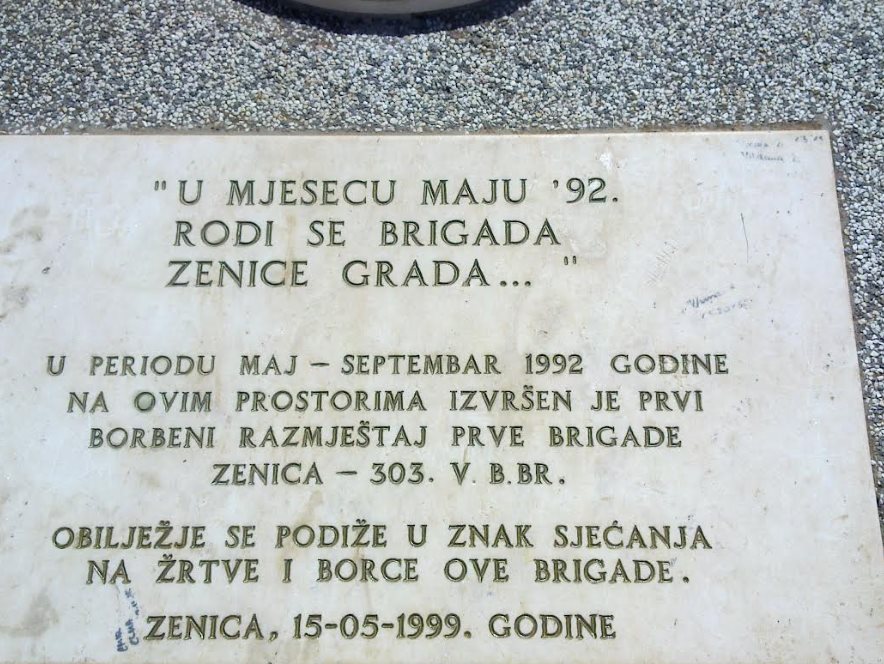 "U MJESECU MAJU '92.
RODI SE BRIGADA
ZENICE GRADA... "
U PERIODU MAJ – SEPTEMBAR 1992 GODINE
NA OVIM PROSTORIMA IZVRŠEN JE PRVI
BORBENI RAZMJEŠTAJ PRVE BRIGADE
ZENICA – 303. V. B.BR.
OBILJEŽJE SE PODIŽE U ZNAK SJEĆANJA
NA ŽRTVE I BORCE OVE BRIGADE.
ZENICA, 15-05-1999. GODINE